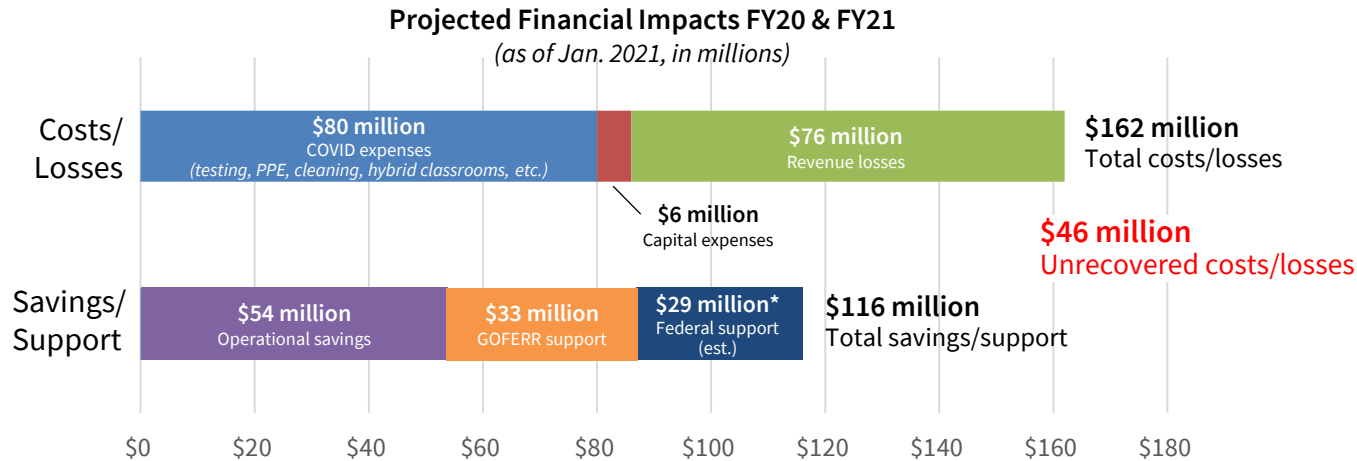 Projected Financial Impacts FY20 & FY21
(as of Jan. 2021, in millions)
Costs/
Losses
$80 million
COVID expenses
(testing, PPE, cleaning, hybrid classrooms, etc.)
$76 million
Revenue losses
$162 million
Total costs/losses
$6 million
Capital expenses
$46 million
Unrecovered costs/losses
Savings/
Support
$54 million
Operational savings
$33 million
GOFERR support
$29 million*
Federal support
(est.)
$116 million
Total savings/support
$0 $20 $40 $60 $80 $100 $120 $140 $160 $180